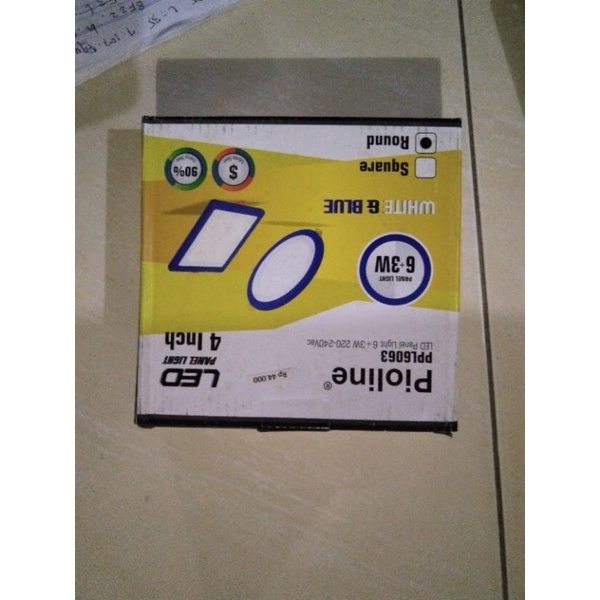 Pioline®
PPL6063
LED Panel Light 6+3W 220-240Vac
Rp 44.000
LED
PANEL LIGHT
4 Inch
PANEL LIGHT
6+3W
WHITE & BLUE
Square
Round
$
90%